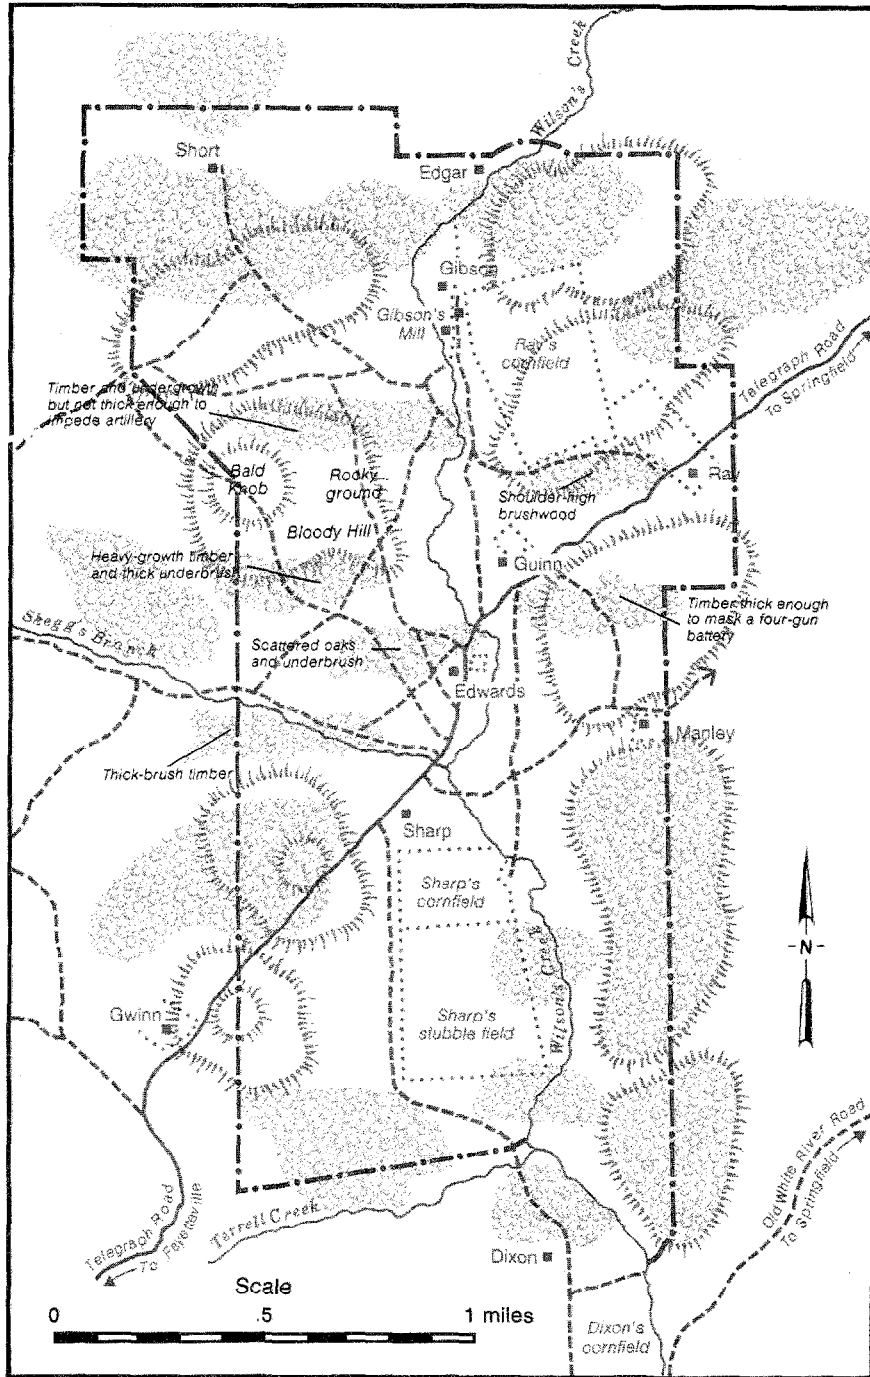 Wilson's Creek
Short
Edgar
Gibson
Gibson's
Mill
Ray's
cornfield
Telegraph Road
To Springfield
Timber and undergrowth
but not thick enough to
impede artillery
Bald
Knob
Rocky
ground
Ray
Shoulder-high
brushwood
Bloody Hill
Heavy-growth timber
and thick underbrush
Guinn
Skegg's Branch
Timber thick enough
to mask a four-gun
battery
Scattered oaks
and underbrush
Edwards
Manley
Thick-brush timber
Sharp
Sharp's
cornfield
N
Wilson's Creek
Gwinn
Sharp's
stubble field
Old White River Road
To Springfield
Telegraph Road
To Fayetteville
Terrell Creek
Dixon
Scale
0 .5 1 miles
Dixon's
cornfield